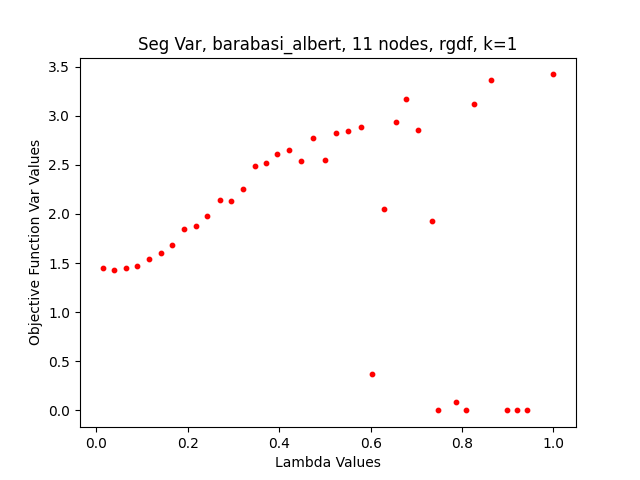 Seg Var, barabasi_albert, 11 nodes, rgdf, k=1
3.5
3.0
2.5
2.0
1.5
1.0
0.5
0.0
Objective Function Var Values
0.0 0.2 0.4 0.6 0.8 1.0
Lambda Values